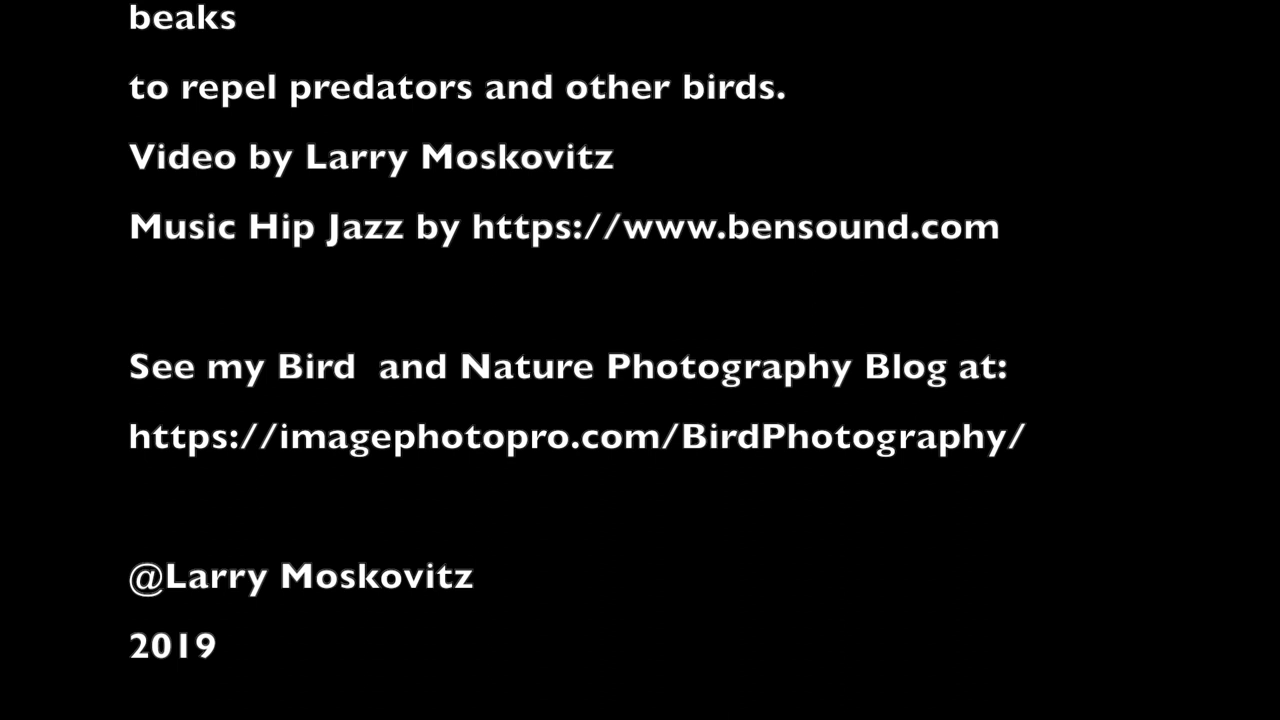 beaks
to repel predators and other birds.
Video by Larry Moskovitz
Music Hip Jazz by https://www.bensound.com
See my Bird  and Nature Photography Blog at:
https://imagephotopro.com/BirdPhotography/
@Larry Moskovitz
2019